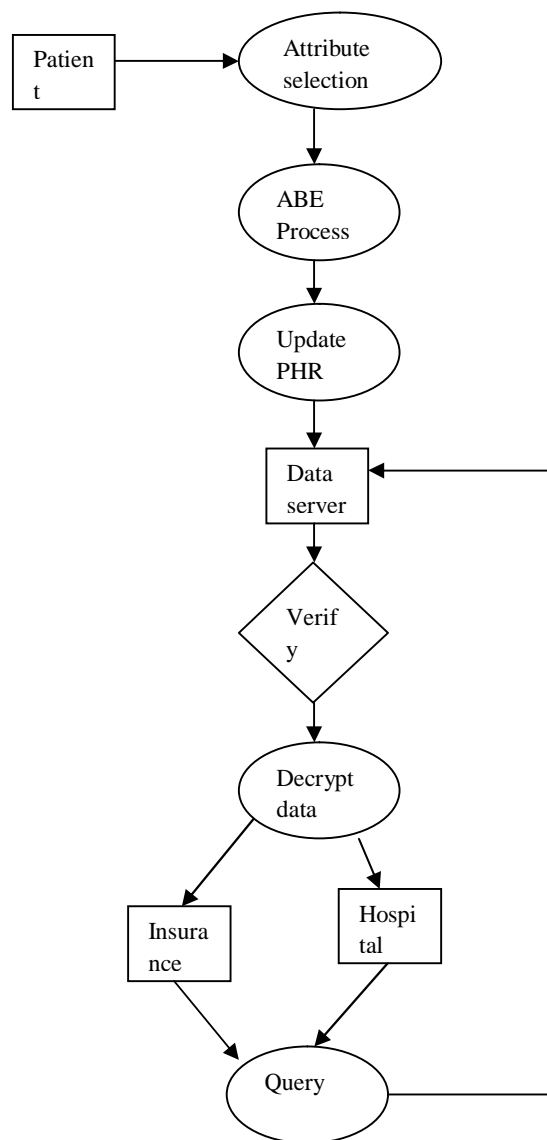 Patien
t
Attribute
selection
ABE
Process
Update
PHR
Data
server
Verif
y
Decrypt
data
Insura
nce
Hospi
tal
Query